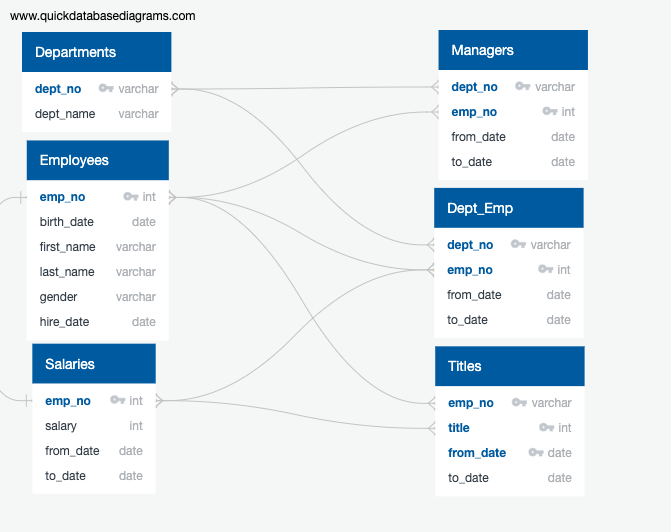 www.quickdatabasediagrams.com
Departments
dept_no varchar
dept_name varchar
Employees
emp_no int
birth_date date
first_name varchar
last_name varchar
gender varchar
hire_date date
Salaries
emp_no int
salary int
from_date date
to_date date
Managers
dept_no varchar
emp_no int
from_date date
to_date date
Dept_Emp
dept_no varchar
emp_no int
from_date date
to_date date
Titles
emp_no varchar
title int
from_date date
to_date date